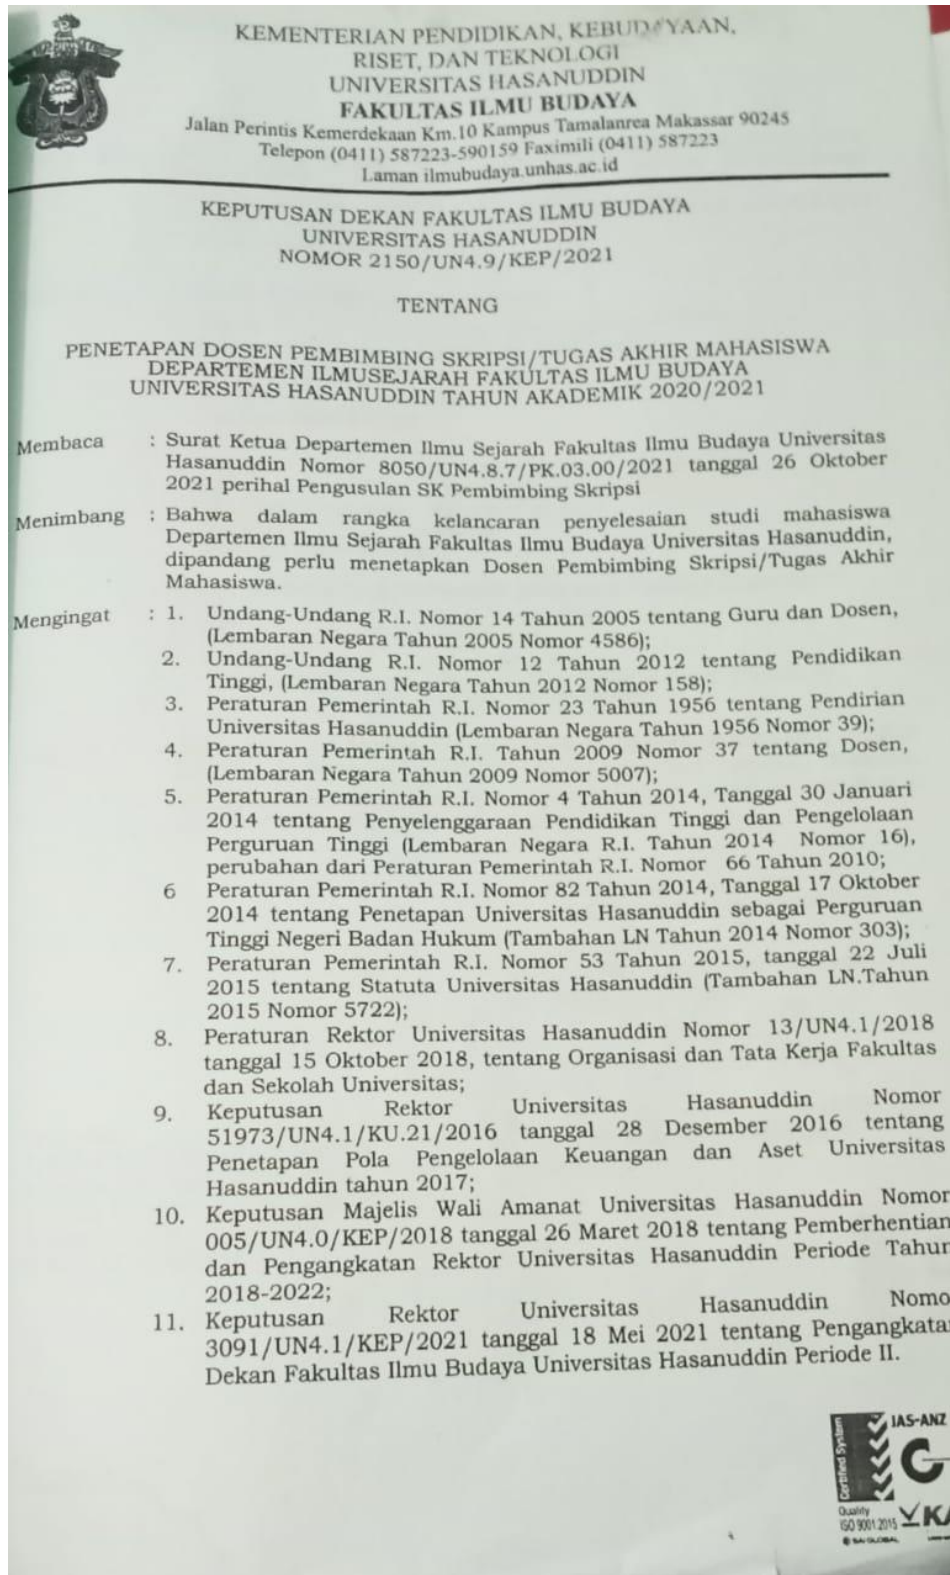 KEMENTERIAN PENDIDIKAN, KEBUDAYAAN,
RISET, DAN TEKNOLOGI
UNIVERSITAS HASANUDDIN
FAKULTAS ILMU BUDAYA
Jalan Perintis Kemerdekaan Km.10 Kampus Tamalanrea Makassar 90245
Telepon (0411) 587223-590159 Faximili (0411) 587223
Laman ilmubudaya.unhas.ac.id
KEPUTUSAN DEKAN FAKULTAS ILMU BUDAYA
UNIVERSITAS HASANUDDIN
NOMOR 2150/UN4.9/KEP/2021
TENTANG
PENETAPAN DOSEN PEMBIMBING SKRIPSI/TUGAS AKHIR MAHASISWA
DEPARTEMEN ILMUSEJARAH FAKULTAS ILMU BUDAYA
UNIVERSITAS HASANUDDIN TAHUN AKADEMIK 2020/2021
Membaca : Surat Ketua Departemen Ilmu Sejarah Fakultas Ilmu Budaya Universitas
Hasanuddin Nomor 8050/UN4.8.7/PK.03.00/2021 tanggal 26 Oktober
2021 perihal Pengusulan SK Pembimbing Skripsi
Menimbang : Bahwa dalam rangka kelancaran penyelesaian studi mahasiswa
Departemen Ilmu Sejarah Fakultas Ilmu Budaya Universitas Hasanuddin,
dipandang perlu menetapkan Dosen Pembimbing Skripsi/Tugas Akhir
Mahasiswa.
Mengingat : 1. Undang-Undang R.I. Nomor 14 Tahun 2005 tentang Guru dan Dosen,
(Lembaran Negara Tahun 2005 Nomor 4586);
2. Undang-Undang R.I. Nomor 12 Tahun 2012 tentang Pendidikan
Tinggi, (Lembaran Negara Tahun 2012 Nomor 158);
3. Peraturan Pemerintah R.I. Nomor 23 Tahun 1956 tentang Pendirian
Universitas Hasanuddin (Lembaran Negara Tahun 1956 Nomor 39);
4. Peraturan Pemerintah R.I. Tahun 2009 Nomor 37 tentang Dosen,
(Lembaran Negara Tahun 2009 Nomor 5007);
5. Peraturan Pemerintah R.I. Nomor 4 Tahun 2014, Tanggal 30 Januari
2014 tentang Penyelenggaraan Pendidikan Tinggi dan Pengelolaan
Perguruan Tinggi (Lembaran Negara R.I. Tahun 2014 Nomor 16),
perubahan dari Peraturan Pemerintah R.I. Nomor 66 Tahun 2010;
6 Peraturan Pemerintah R.I. Nomor 82 Tahun 2014, Tanggal 17 Oktober
2014 tentang Penetapan Universitas Hasanuddin sebagai Perguruan
Tinggi Negeri Badan Hukum (Tambahan LN Tahun 2014 Nomor 303);
7. Peraturan Pemerintah R.I. Nomor 53 Tahun 2015, tanggal 22 Juli
2015 tentang Statuta Universitas Hasanuddin (Tambahan LN.Tahun
2015 Nomor 5722);
8. Peraturan Rektor Universitas Hasanuddin Nomor 13/UN4.1/2018
tanggal 15 Oktober 2018, tentang Organisasi dan Tata Kerja Fakultas
dan Sekolah Universitas;
9. Keputusan Rektor Universitas Hasanuddin Nomor
51973/UN4.1/KU.21/2016 tanggal 28 Desember 2016 tentang
Penetapan Pola Pengelolaan Keuangan dan Aset Universitas
Hasanuddin tahun 2017;
10. Keputusan Majelis Wali Amanat Universitas Hasanuddin Nomor
005/UN4.0/KEP/2018 tanggal 26 Maret 2018 tentang Pemberhentian
dan Pengangkatan Rektor Universitas Hasanuddin Periode Tahun
2018-2022;
11. Keputusan Rektor Universitas Hasanuddin Nomo
3091/UN4.1/KEP/2021 tanggal 18 Mei 2021 tentang Pengangkata
Dekan Fakultas Ilmu Budaya Universitas Hasanuddin Periode II.
Certified System
JAS-ANZ
Quality
ISO 9001:2015
SAI GLOBAL